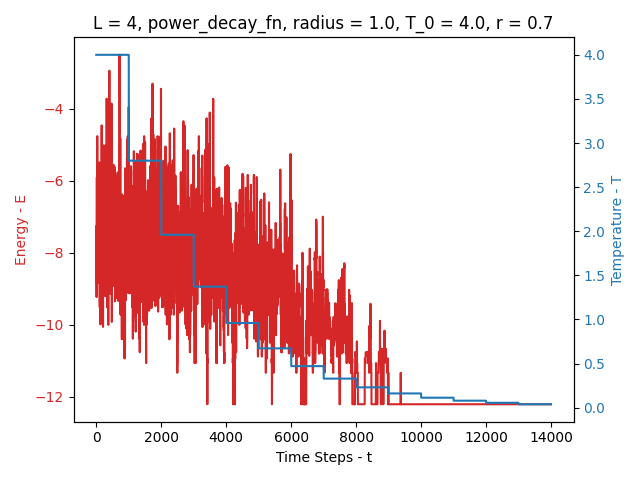 L = 4, power_decay_fn, radius = 1.0, T_0 = 4.0, r = 0.7
Energy - E
−4
−6
−8
−10
−12
4.0
3.5
3.0
2.5
2.0
1.5
1.0
0.5
0.0
Temperature - T
0 2000 4000 6000 8000 10000 12000 14000
Time Steps - t